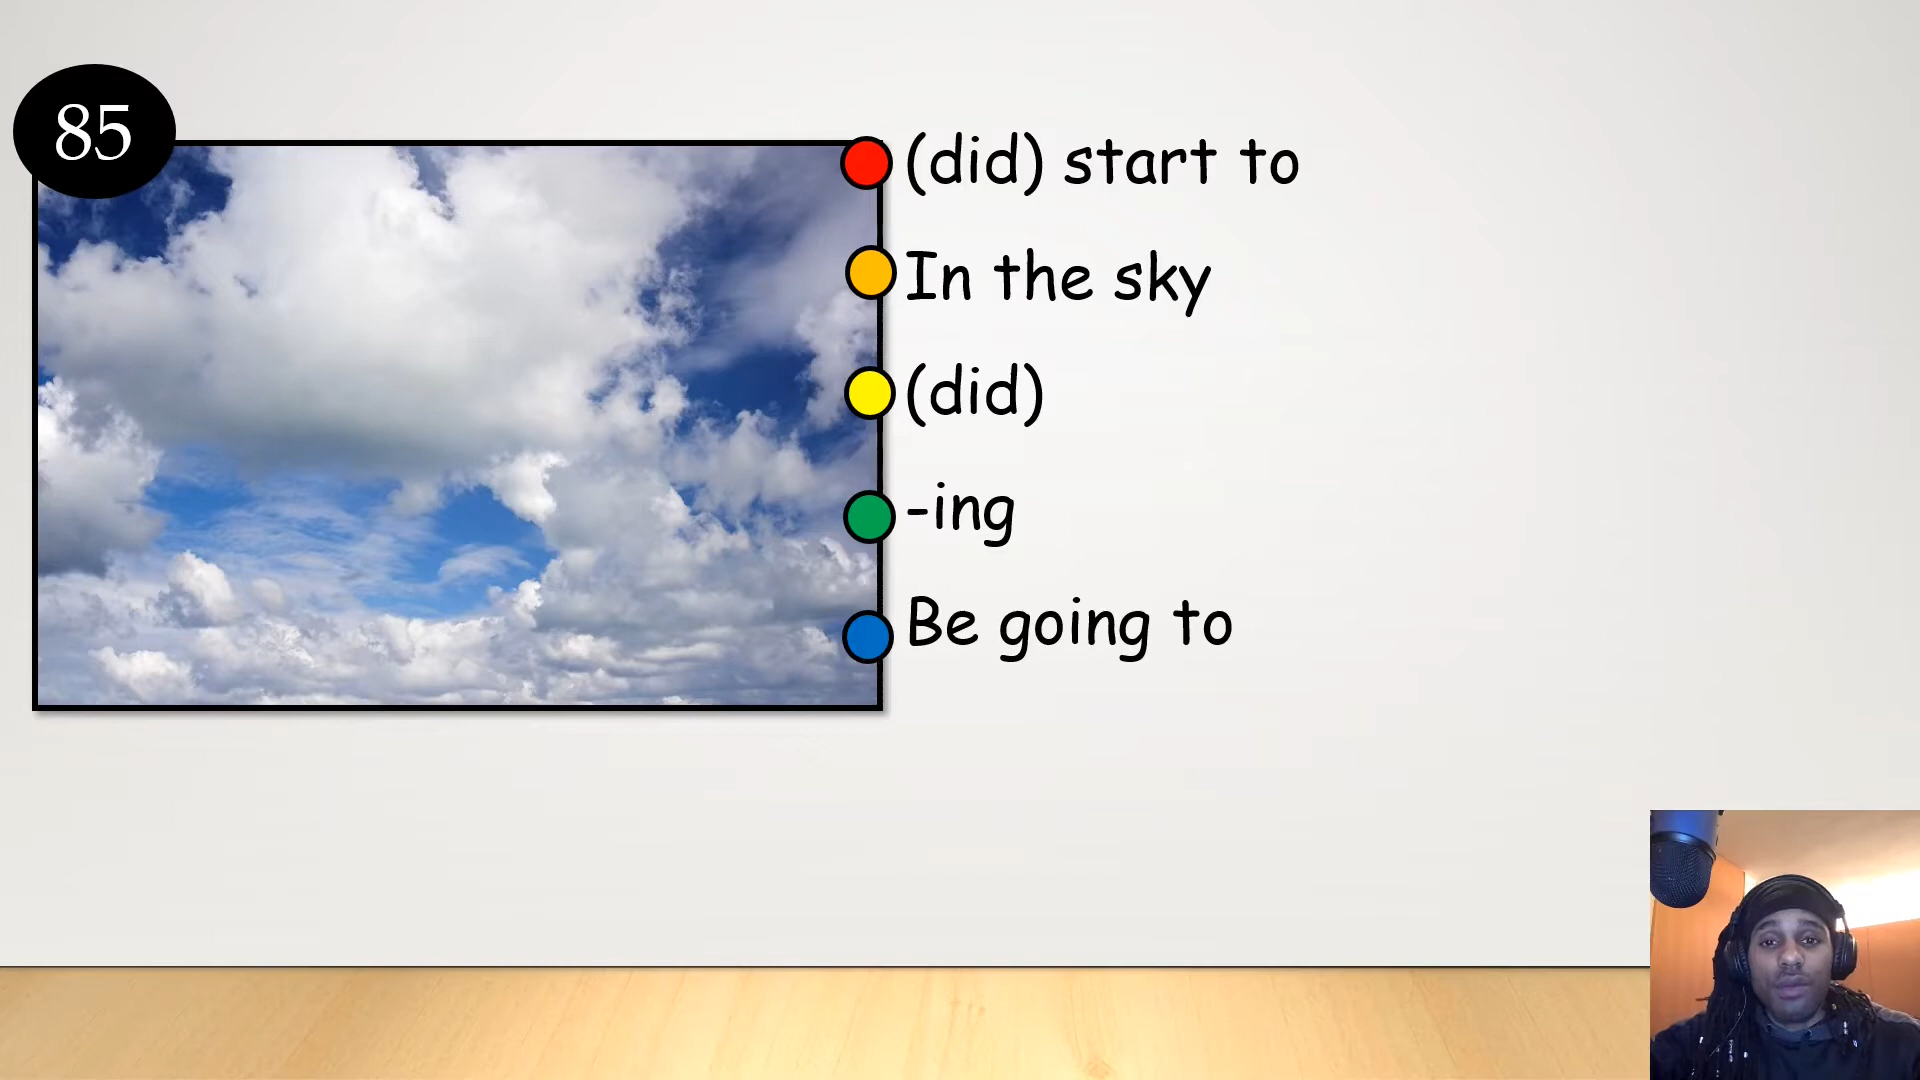 85
(did) start to
In the sky
(did)
-ing
Be going to